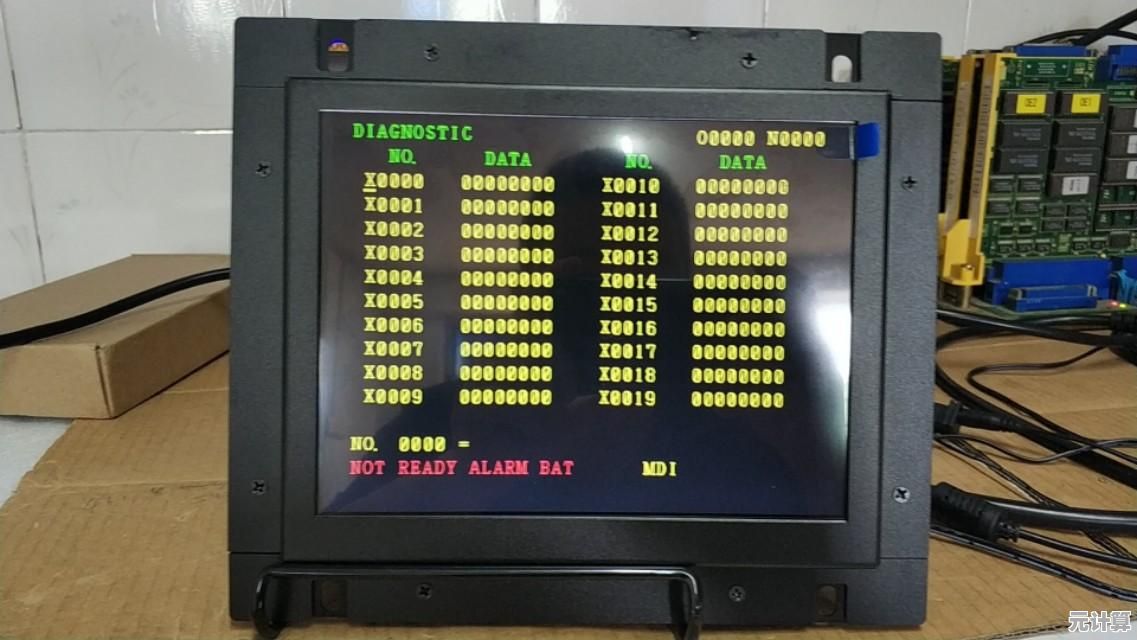 DIAGNOSTIC O0000 N0000
NO. DATA NO. DATA
X0000 00000000 X0010 00000000
X0001 00000000 X0011 00000000
X0002 00000000 X0012 00000000
X0003 00000000 X0013 00000000
X0004 00000000 X0014 00000000
X0005 00000000 X0015 00000000
X0006 00000000 X0016 00000000
X0007 00000000 X0017 00000000
X0008 00000000 X0018 00000000
X0009 00000000 X0019 00000000
NO. 0000 =
NOT READY ALARM BAT MDI
OE2 OE1
元计算